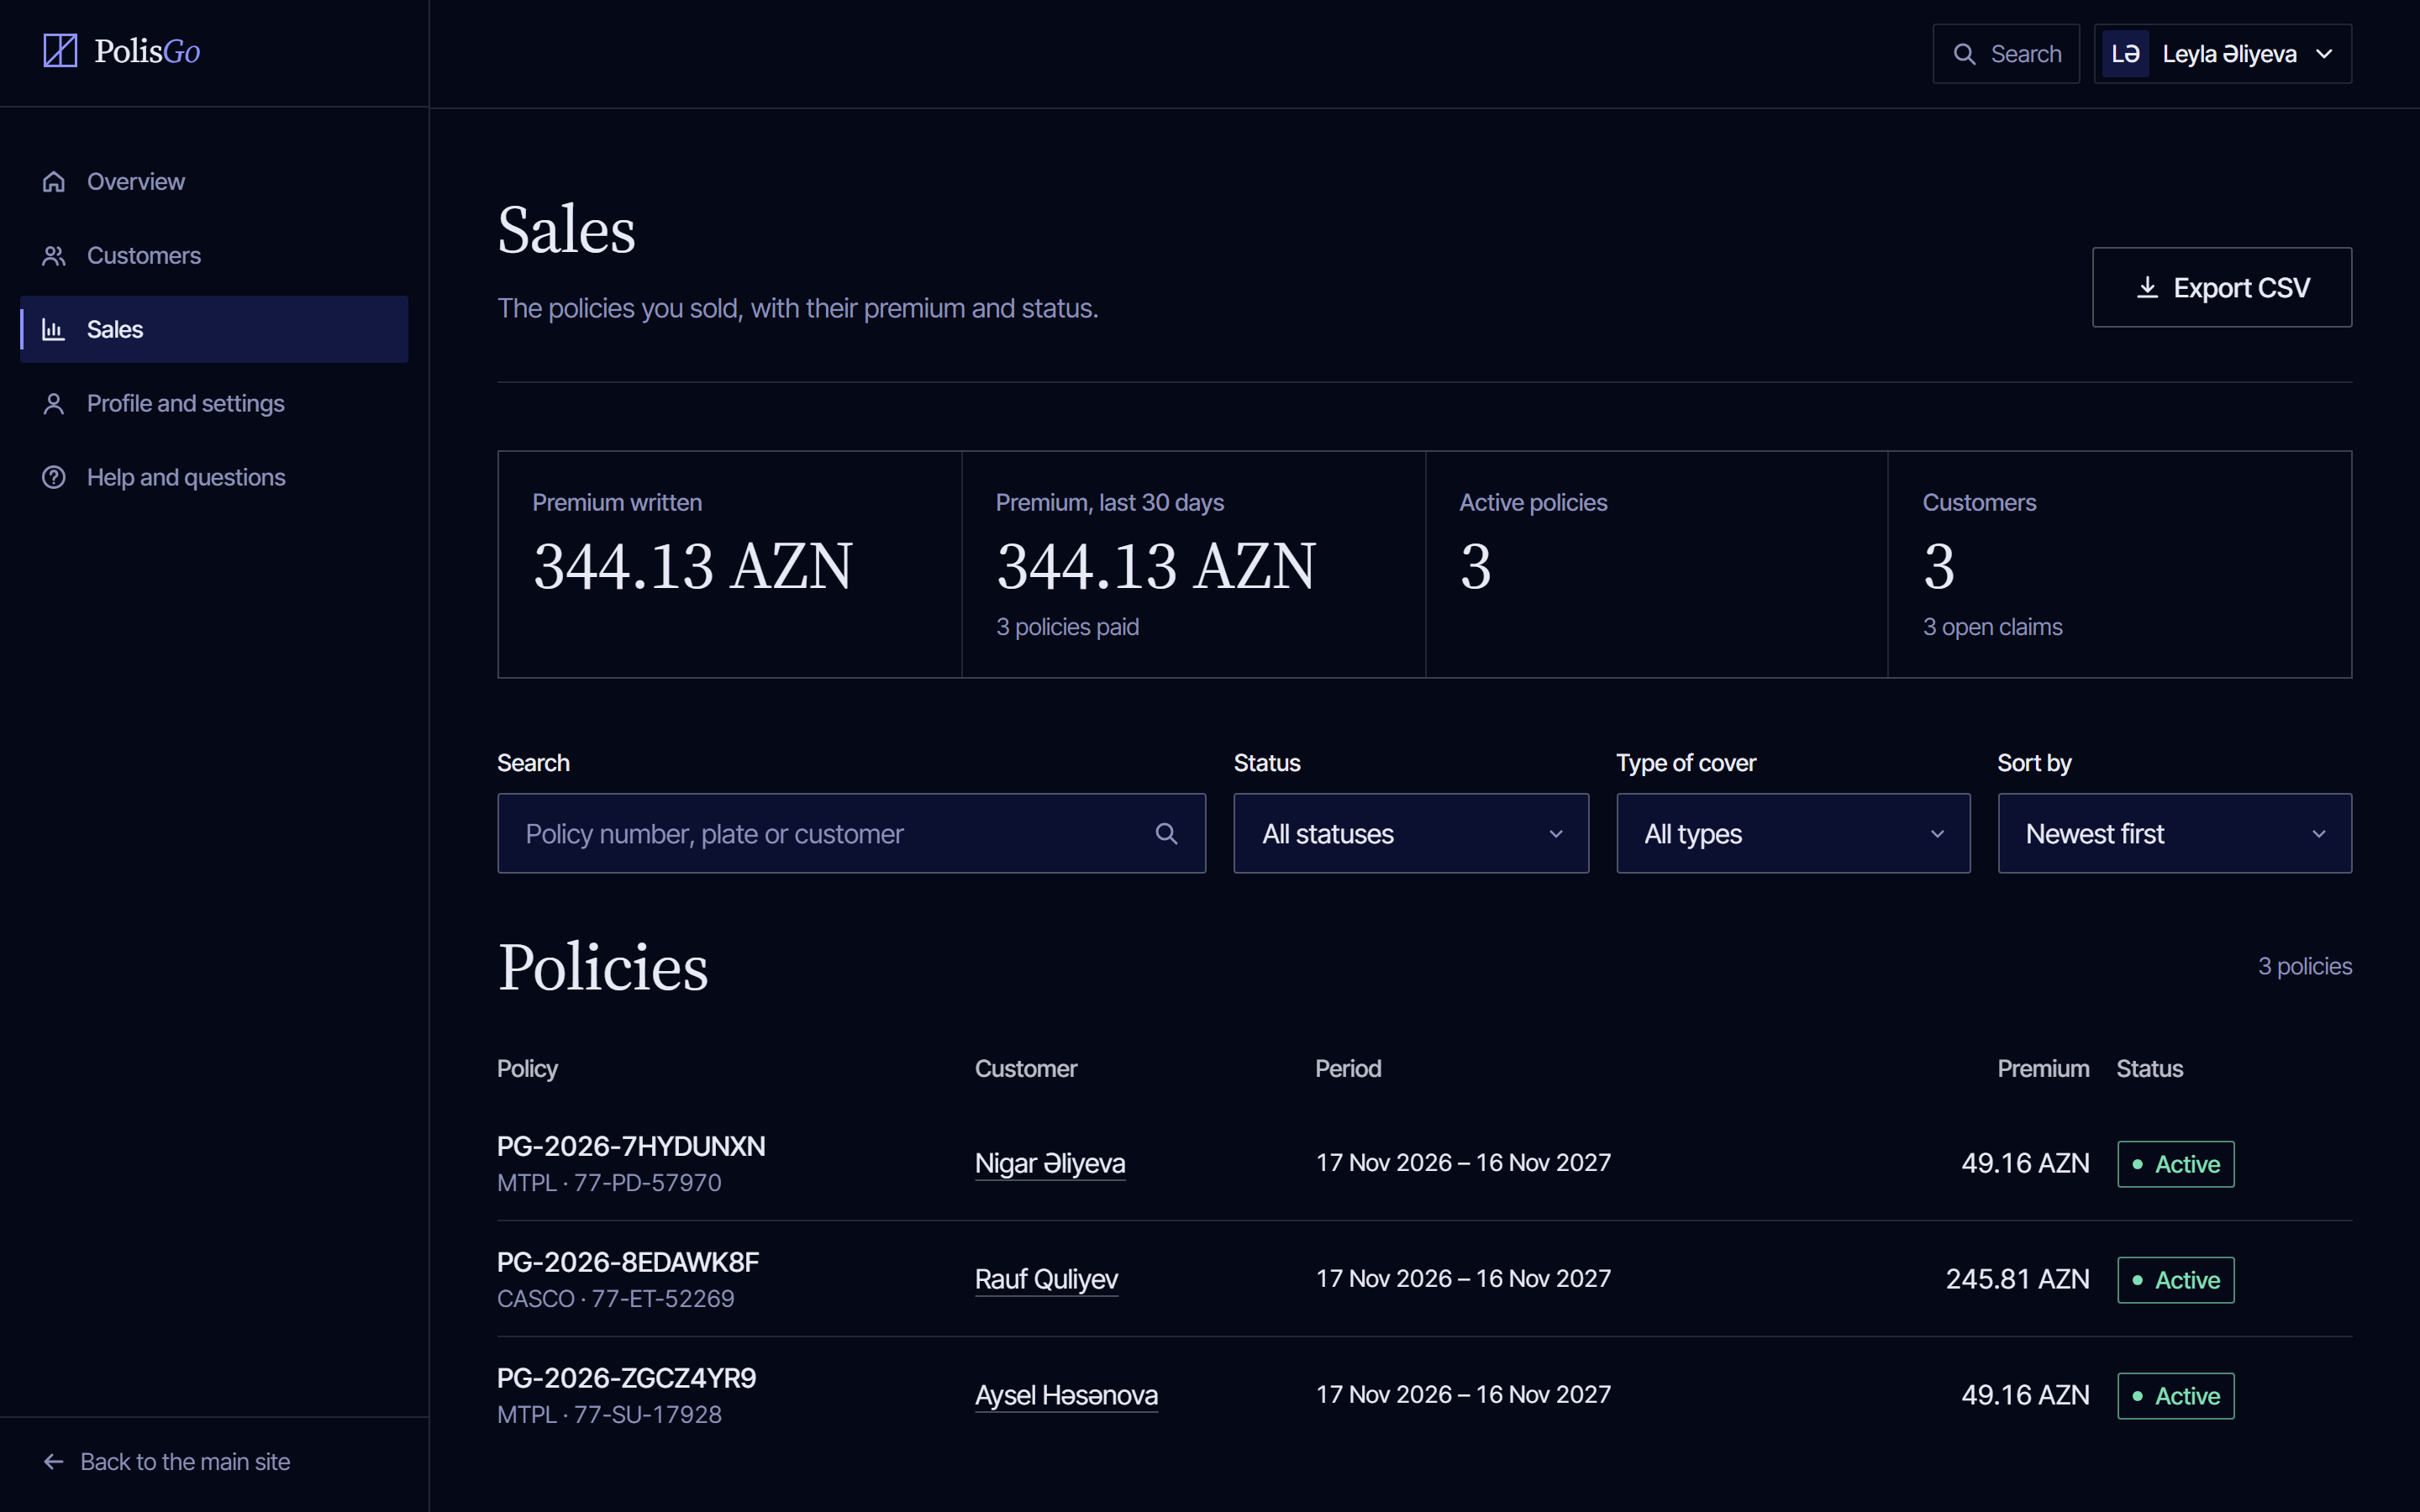 PolisGo
Search
LƏ Leyla Əliyeva
Overview
Customers
Sales
Profile and settings
Help and questions
Back to the main site
Sales
The policies you sold, with their premium and status.
Export CSV
Premium written
344.13 AZN
Premium, last 30 days
344.13 AZN
3 policies paid
Active policies
3
Customers
3
3 open claims
Search
Policy number, plate or customer
Status
All statuses
Type of cover
All types
Sort by
Newest first
Policies
3 policies
Policy Customer Period Premium Status
PG-2026-7HYDUNXN
MTPL · 77-PD-57970
Nigar Əliyeva
17 Nov 2026 – 16 Nov 2027
49.16 AZN
Active
PG-2026-8EDAWK8F
CASCO · 77-ET-52269
Rauf Quliyev
17 Nov 2026 – 16 Nov 2027
245.81 AZN
Active
PG-2026-ZGCZ4YR9
MTPL · 77-SU-17928
Aysel Həsənova
17 Nov 2026 – 16 Nov 2027
49.16 AZN
Active